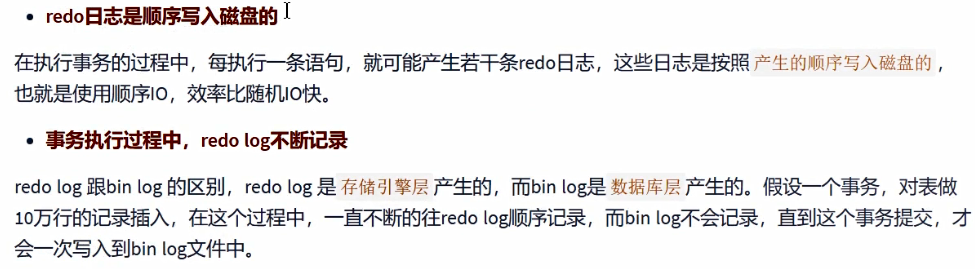 • redo日志是顺序写入磁盘的
在执行事务的过程中，每执行一条语句，就可能产生若干条redo日志，这些日志是按照产生的顺序写入磁盘的，
也就是使用顺序IO，效率比随机IO快。
• 事务执行过程中，redo log不断记录
redo log 跟bin log 的区别，redo log 是存储引擎层产生的，而bin log是数据库层产生的。假设一个事务，对表做
10万行的记录插入，在这个过程中，一直不断的往redo log顺序记录，而bin log不会记录，直到这个事务提交，才
会一次写入到bin log文件中。